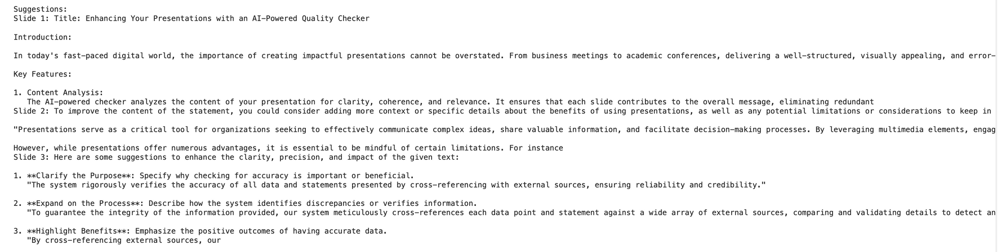 Suggestions:
Slide 1: Title: Enhancing Your Presentations with an AI-Powered Quality Checker
Introduction:
In today's fast-paced digital world, the importance of creating impactful presentations cannot be overstated. From business meetings to academic conferences, delivering a well-structured, visually appealing, and error-
Key Features:
1. Content Analysis:
The AI-powered checker analyzes the content of your presentation for clarity, coherence, and relevance. It ensures that each slide contributes to the overall message, eliminating redundant
Slide 2: To improve the content of the statement, you could consider adding more context or specific details about the benefits of using presentations, as well as any potential limitations or considerations to keep in
"Presentations serve as a critical tool for organizations seeking to effectively communicate complex ideas, share valuable information, and facilitate decision-making processes. By leveraging multimedia elements, engag
However, while presentations offer numerous advantages, it is essential to be mindful of certain limitations. For instance
Slide 3: Here are some suggestions to enhance the clarity, precision, and impact of the given text:
1. **Clarify the Purpose**: Specify why checking for accuracy is important or beneficial.
"The system rigorously verifies the accuracy of all data and statements presented by cross-referencing with external sources, ensuring reliability and credibility."
2. **Expand on the Process**: Describe how the system identifies discrepancies or verifies information.
"To guarantee the integrity of the information provided, our system meticulously cross-references each data point and statement against a wide array of external sources, comparing and validating details to detect an
3. **Highlight Benefits**: Emphasize the positive outcomes of having accurate data.
"By cross-referencing external sources, our